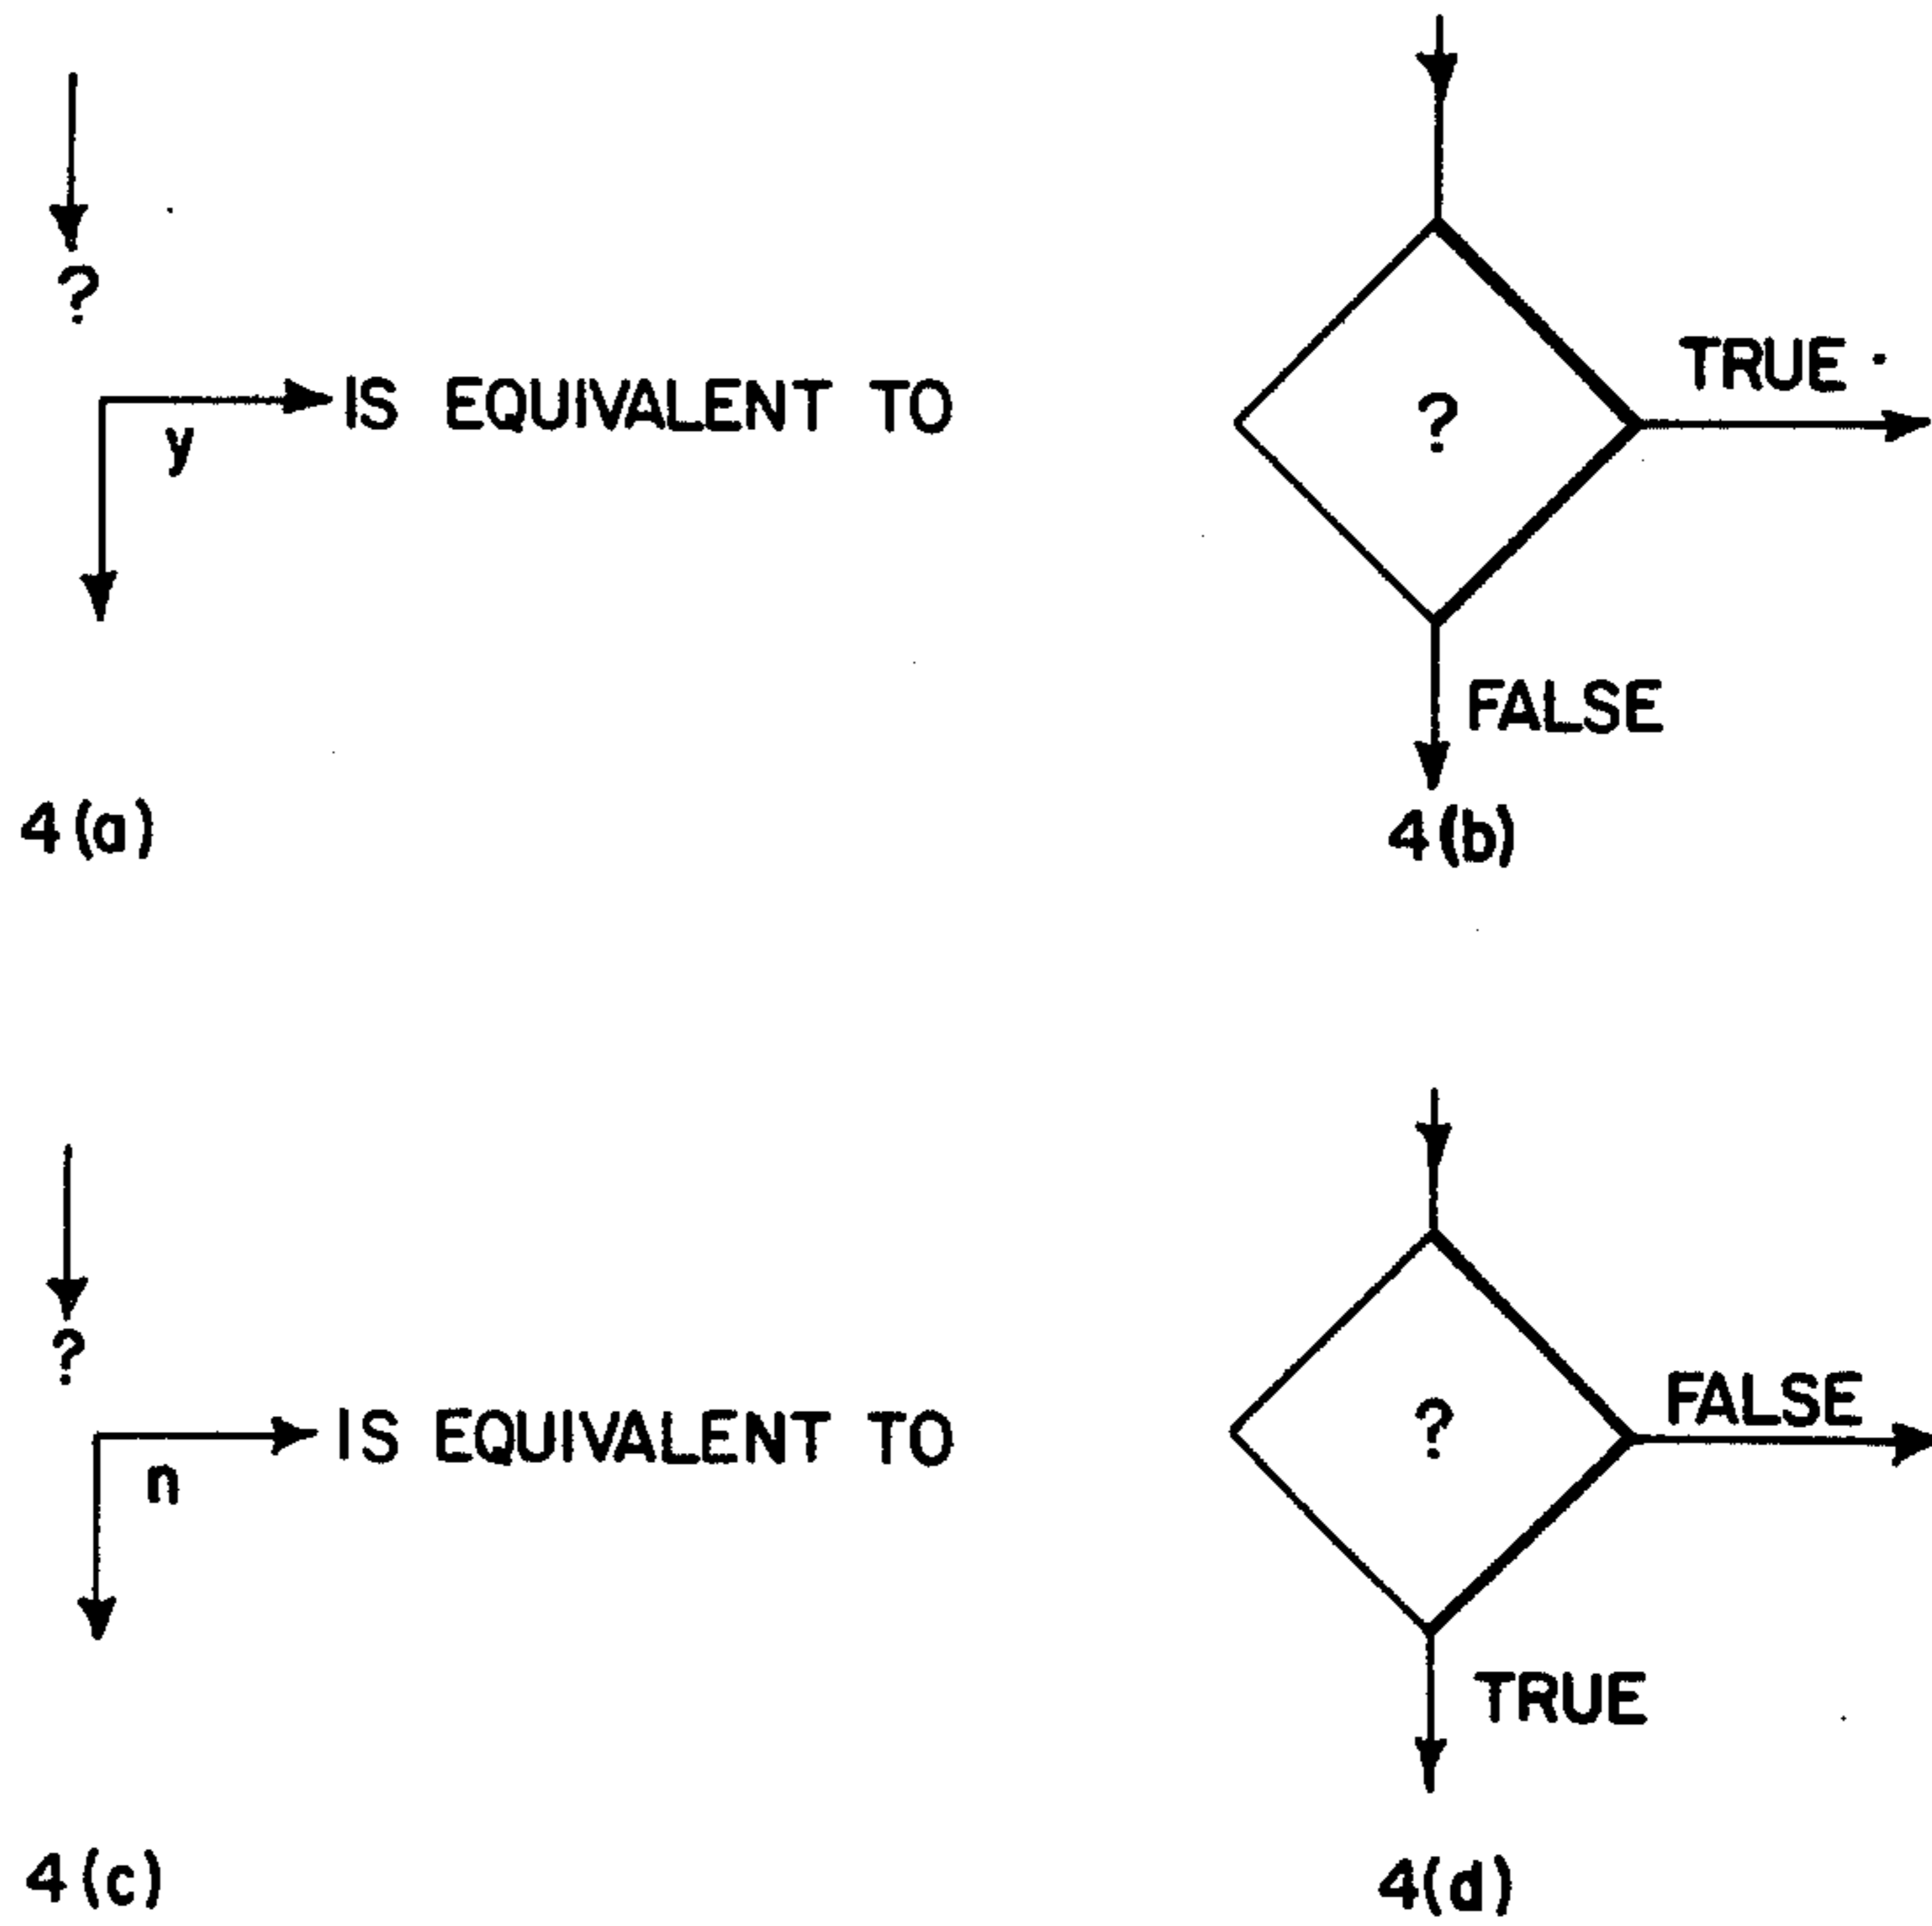 ?
IS EQUIVALENT TO
y
?
TRUE
FALSE
4(a)
4(b)
?
IS EQUIVALENT TO
n
?
FALSE
TRUE
4(c)
4(d)